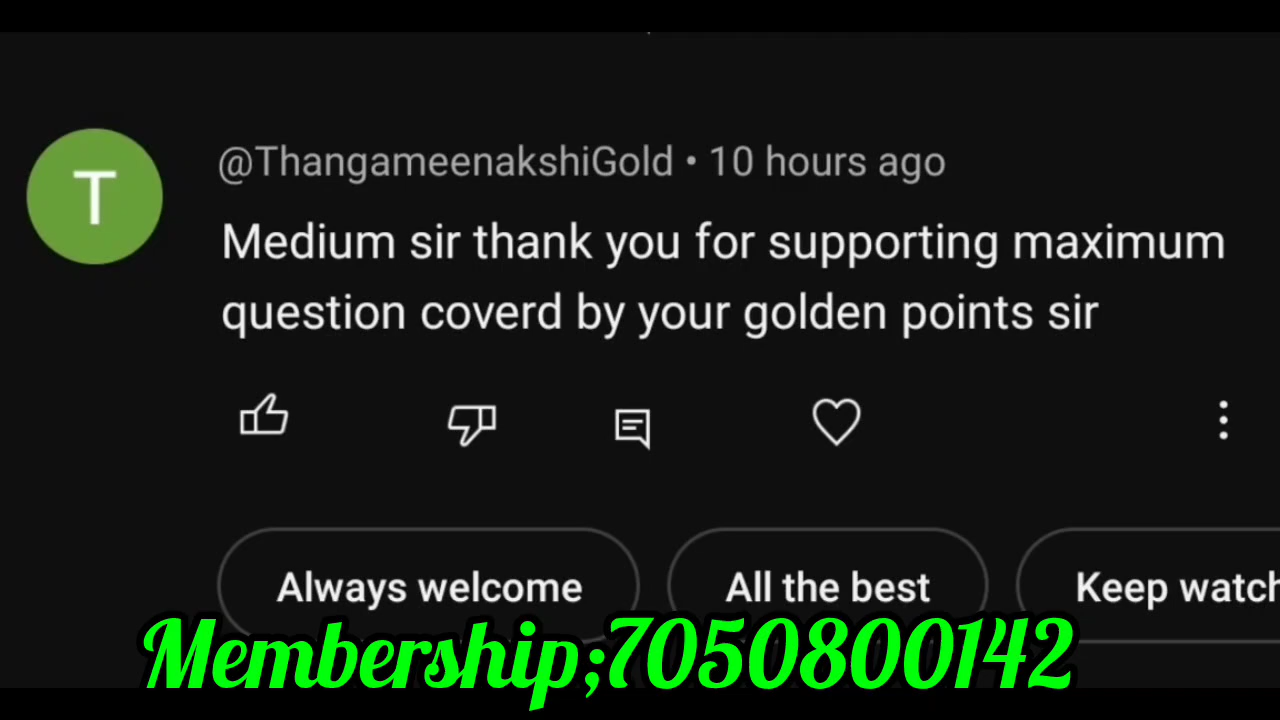 T
@ThangameenakshiGold • 10 hours ago
Medium sir thank you for supporting maximum
question coverd by your golden points sir
Always welcome
All the best
Keep watch
Membership;7050800142